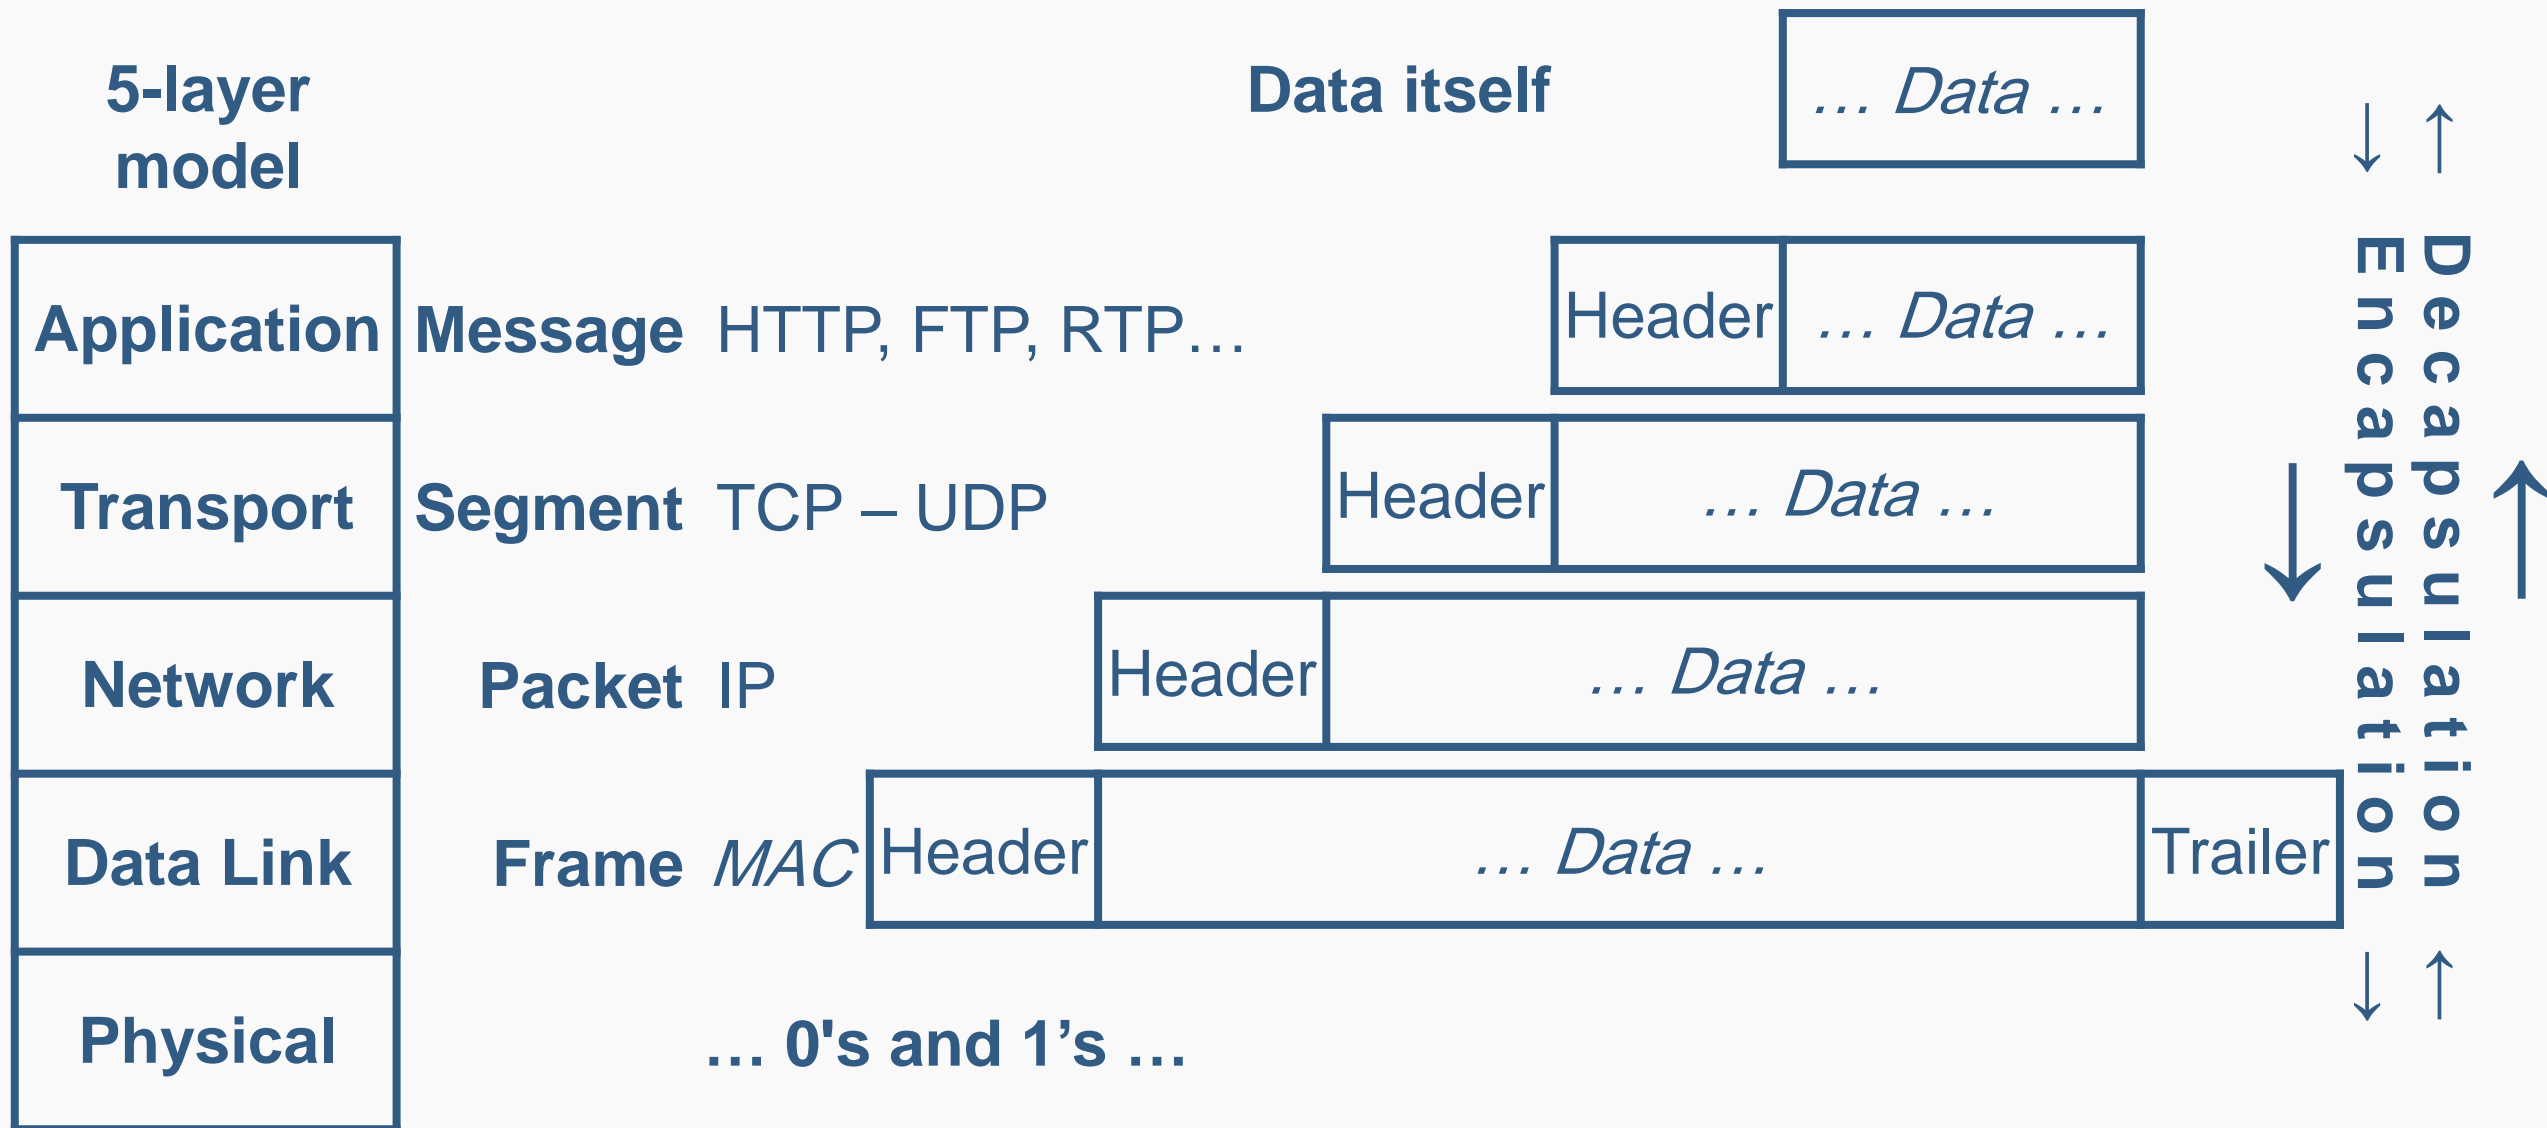 5-layer
model
Data itself
… Data …
↓ ↑
Application
Message
HTTP, FTP, RTP…
Header
… Data …
Transport
Segment
TCP – UDP
Header
… Data …
Network
Packet
IP
Header
… Data …
Data Link
Frame
MAC
Header
… Data …
Trailer
Physical
… 0's and 1’s …
↓
Encapsulation
Decapsulation
↑
↓ ↑